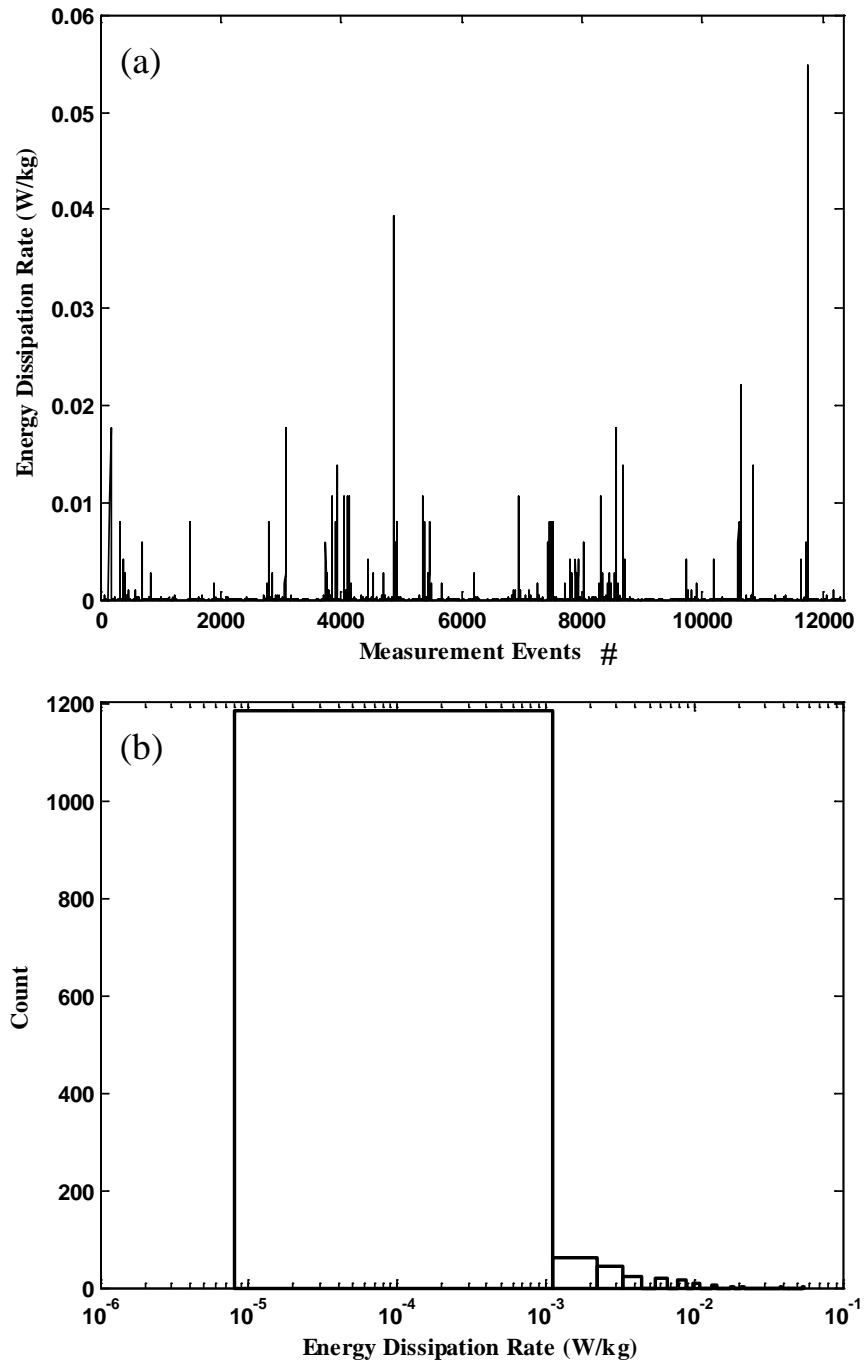 0.06
(a)
0.05
0.04
0.03
0.02
0.01
0
Energy Dissipation Rate (W/kg)
0 2000 4000 6000 8000 10000 12000
Measurement Events #
1200
(b)
1000
800
600
400
200
0
Count
10^-6 10^-5 10^-4 10^-3 10^-2 10^-1
Energy Dissipation Rate (W/kg)